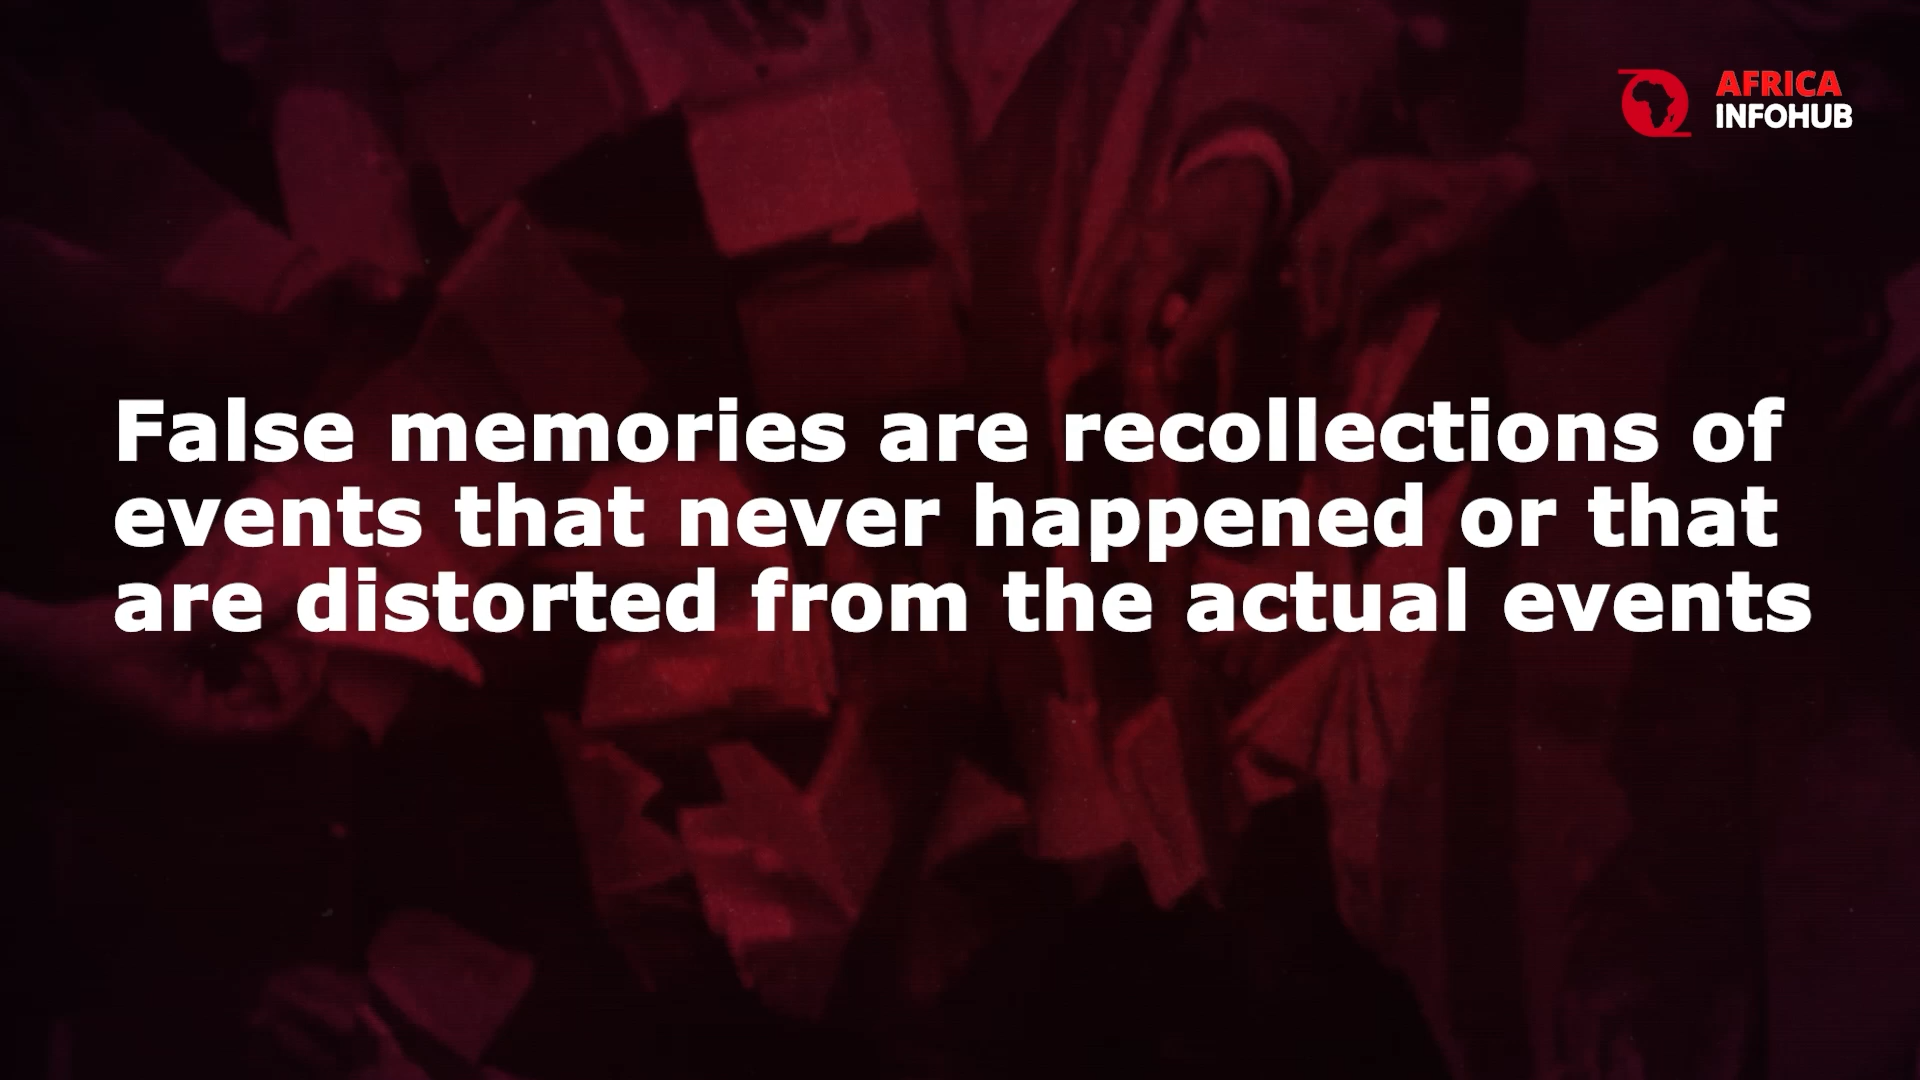 AFRICA
INFOHUB
False memories are recollections of
events that never happened or that
are distorted from the actual events